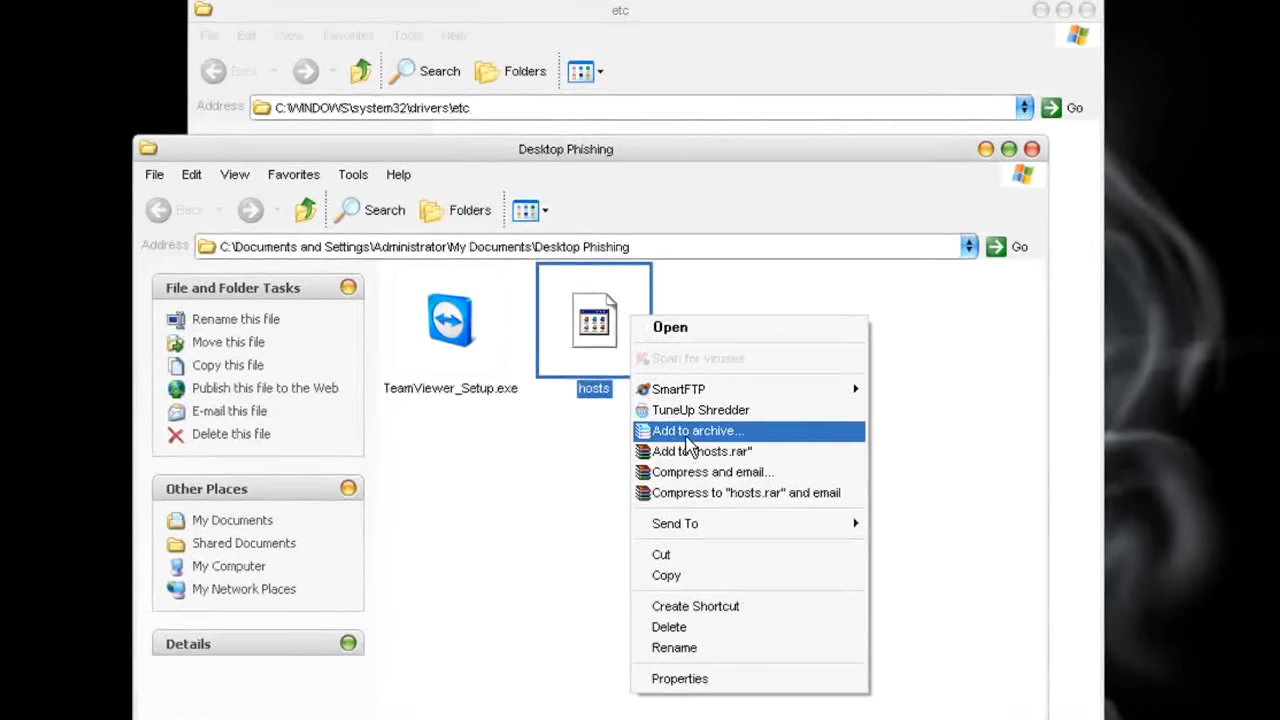 etc
File Edit View Favorites Tools Help
Back Search Folders
Address C:\WINDOWS\system32\drivers\etc Go
Desktop Phishing
File Edit View Favorites Tools Help
Back Search Folders
Address C:\Documents and Settings\Administrator\My Documents\Desktop Phishing Go
File and Folder Tasks
Rename this file
Move this file
Copy this file
Publish this file to the Web
E-mail this file
Delete this file
Other Places
My Documents
Shared Documents
My Computer
My Network Places
Details
TeamViewer_Setup.exe
hosts
Open
Scan for viruses
SmartFTP
TuneUp Shredder
Add to archive...
Add to "hosts.rar"
Compress and email...
Compress to "hosts.rar" and email
Send To
Cut
Copy
Create Shortcut
Delete
Rename
Properties